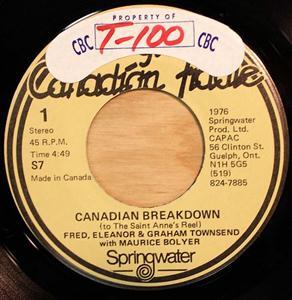 PROPERTY OF
CBC T-100 CBC
Canadian
1
Stereo
45 R.P.M.
Time 4:49
S7
Made in Canada
1976
Springwater
Prod. Ltd.
CAPAC
56 Clinton St.
Guelph, Ont.
N1H 5G5
(519)
824-7885
CANADIAN BREAKDOWN
(to The Saint Anne's Reel)
FRED, ELEANOR & GRAHAM TOWNSEND
with MAURICE BOLYER
Springwater